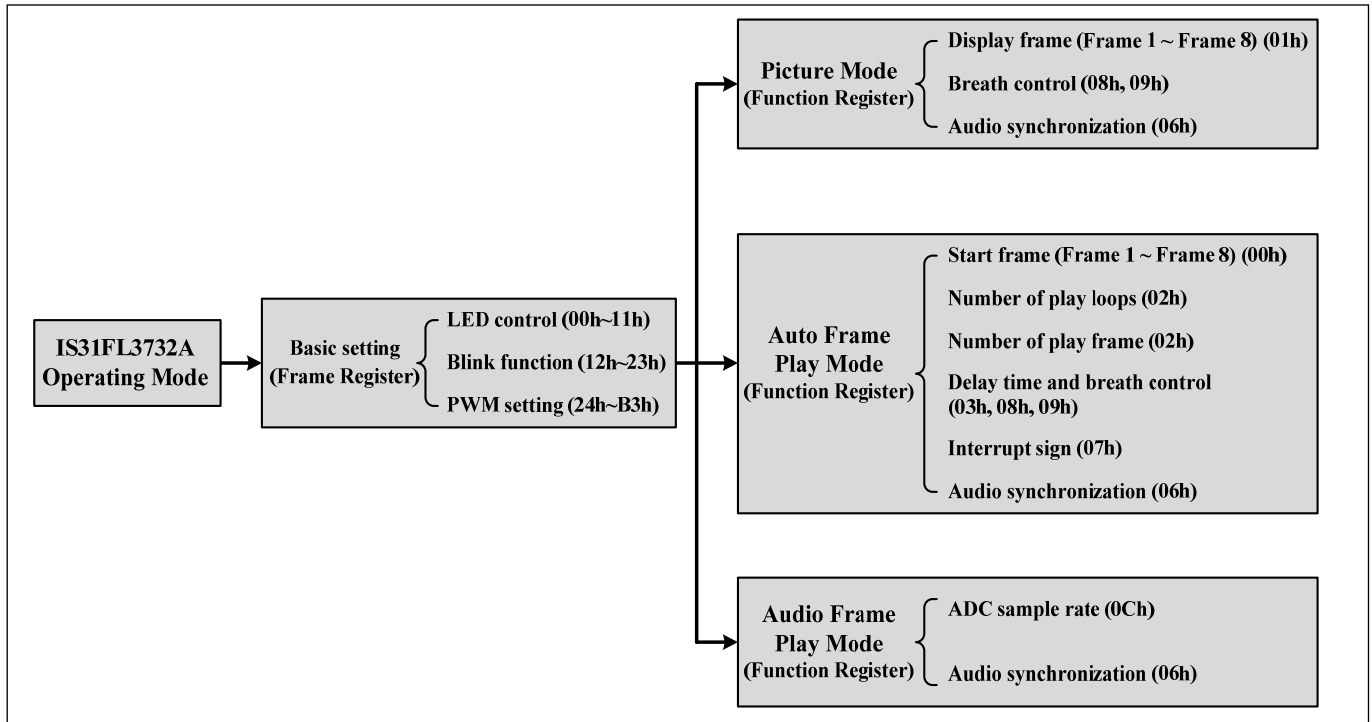 IS31FL3732A
Operating Mode
Basic setting
(Frame Register)
LED control (00h~11h)
Blink function (12h~23h)
PWM setting (24h~B3h)
Picture Mode
(Function Register)
Display frame (Frame 1 ~ Frame 8) (01h)
Breath control (08h, 09h)
Audio synchronization (06h)
Auto Frame
Play Mode
(Function Register)
Start frame (Frame 1 ~ Frame 8) (00h)
Number of play loops (02h)
Number of play frame (02h)
Delay time and breath control
(03h, 08h, 09h)
Interrupt sign (07h)
Audio synchronization (06h)
Audio Frame
Play Mode
(Function Register)
ADC sample rate (0Ch)
Audio synchronization (06h)